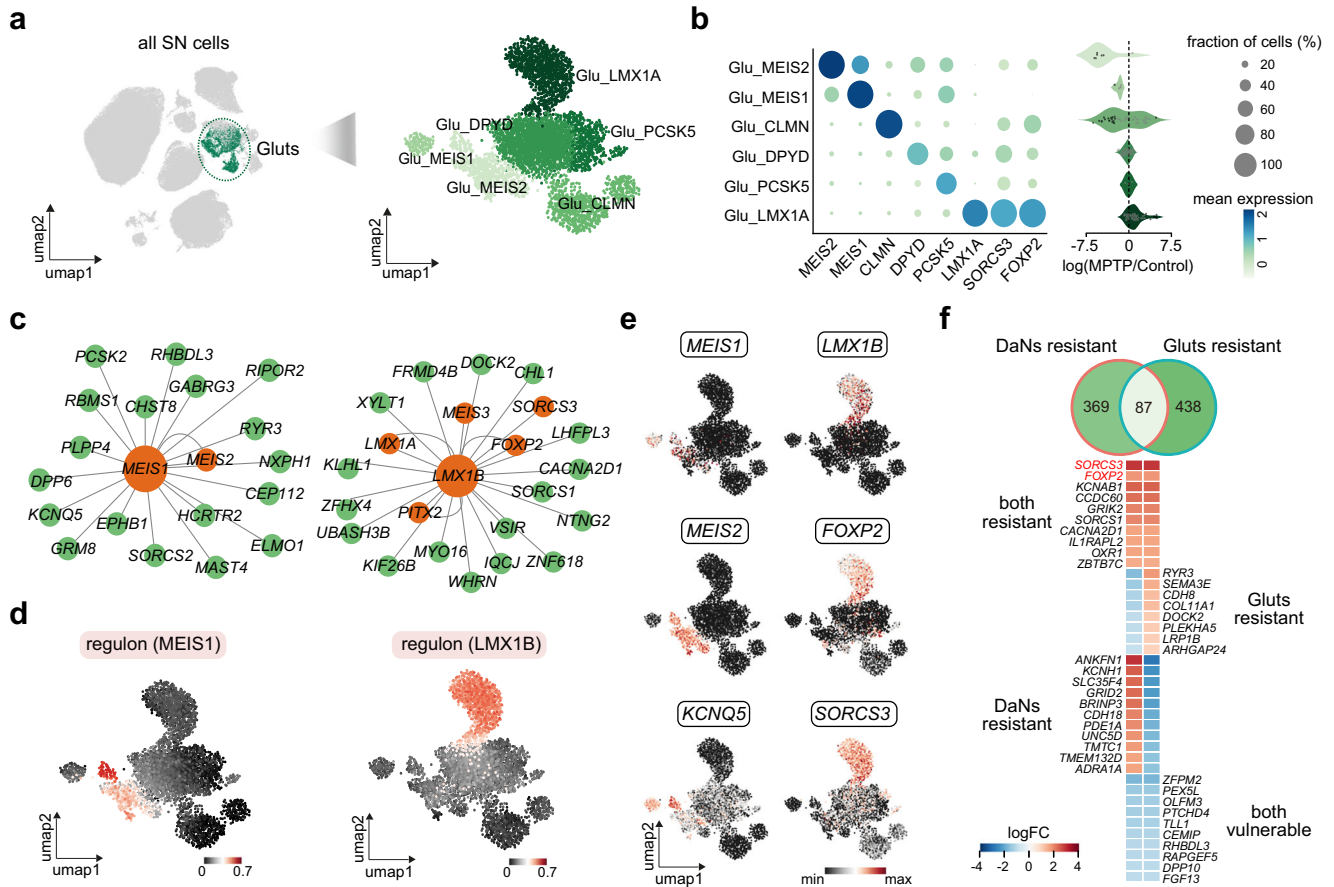 a
all SN cells
Gluts
umap2
umap1
Glu_LMX1A
Glu_DPYD
Glu_PCSK5
Glu_MEIS1
Glu_MEIS2
Glu_CLMN
umap2
umap1
b
Glu_MEIS2
Glu_MEIS1
Glu_CLMN
Glu_DPYD
Glu_PCSK5
Glu_LMX1A
MEIS2
MEIS1
CLMN
DPYD
PCSK5
LMX1A
SORCS3
FOXP2
-7.5
0
7.5
log(MPTP/Control)
fraction of cells (%)
20
40
60
80
100
mean expression
2
1
0
c
PCSK2
RHBDL3
RIPOR2
GABRG3
RBMS1
CHST8
RYR3
PLPP4
MEIS1
MEIS2
NXPH1
DPP6
CEP112
KCNQ5
EPHB1
HCRTR2
GRM8
SORCS2
ELMO1
MAST4
DOCK2
FRMD4B
CHL1
XYLT1
MEIS3
SORCS3
LMX1A
FOXP2
LHFPL3
KLHL1
LMX1B
CACNA2D1
SORCS1
ZFHX4
PITX2
NTNG2
UBASH3B
VSIR
MYO16
KIF26B
IQCJ
ZNF618
WHRN
d
regulon (MEIS1)
umap2
umap1
0
0.7
regulon (LMX1B)
umap2
umap1
0
0.7
e
MEIS1
LMX1B
MEIS2
FOXP2
KCNQ5
SORCS3
umap2
umap1
min
max
f
DaNs resistant
Gluts resistant
369
87
438
both
resistant
SORCS3
FOXP2
KCNAB1
CCDC60
GRIK2
SORCS1
CACNA2D1
IL1RAPL2
OXR1
ZBTB7C
RYR3
SEMA3E
CDH8
COL11A1
DOCK2
PLEKHA5
LRP1B
ARHGAP24
Gluts
resistant
DaNs
resistant
ANKFN1
KCNH1
SLC35F4
GRID2
BRINP3
CDH18
PDE1A
UNC5D
TMTC1
TMEM132D
ADRA1A
ZFPM2
PEX5L
OLFM3
PTCHD4
TLL1
CEMIP
RHBDL3
RAPGEF5
DPP10
FGF13
both
vulnerable
logFC
-4
-2
0
2
4